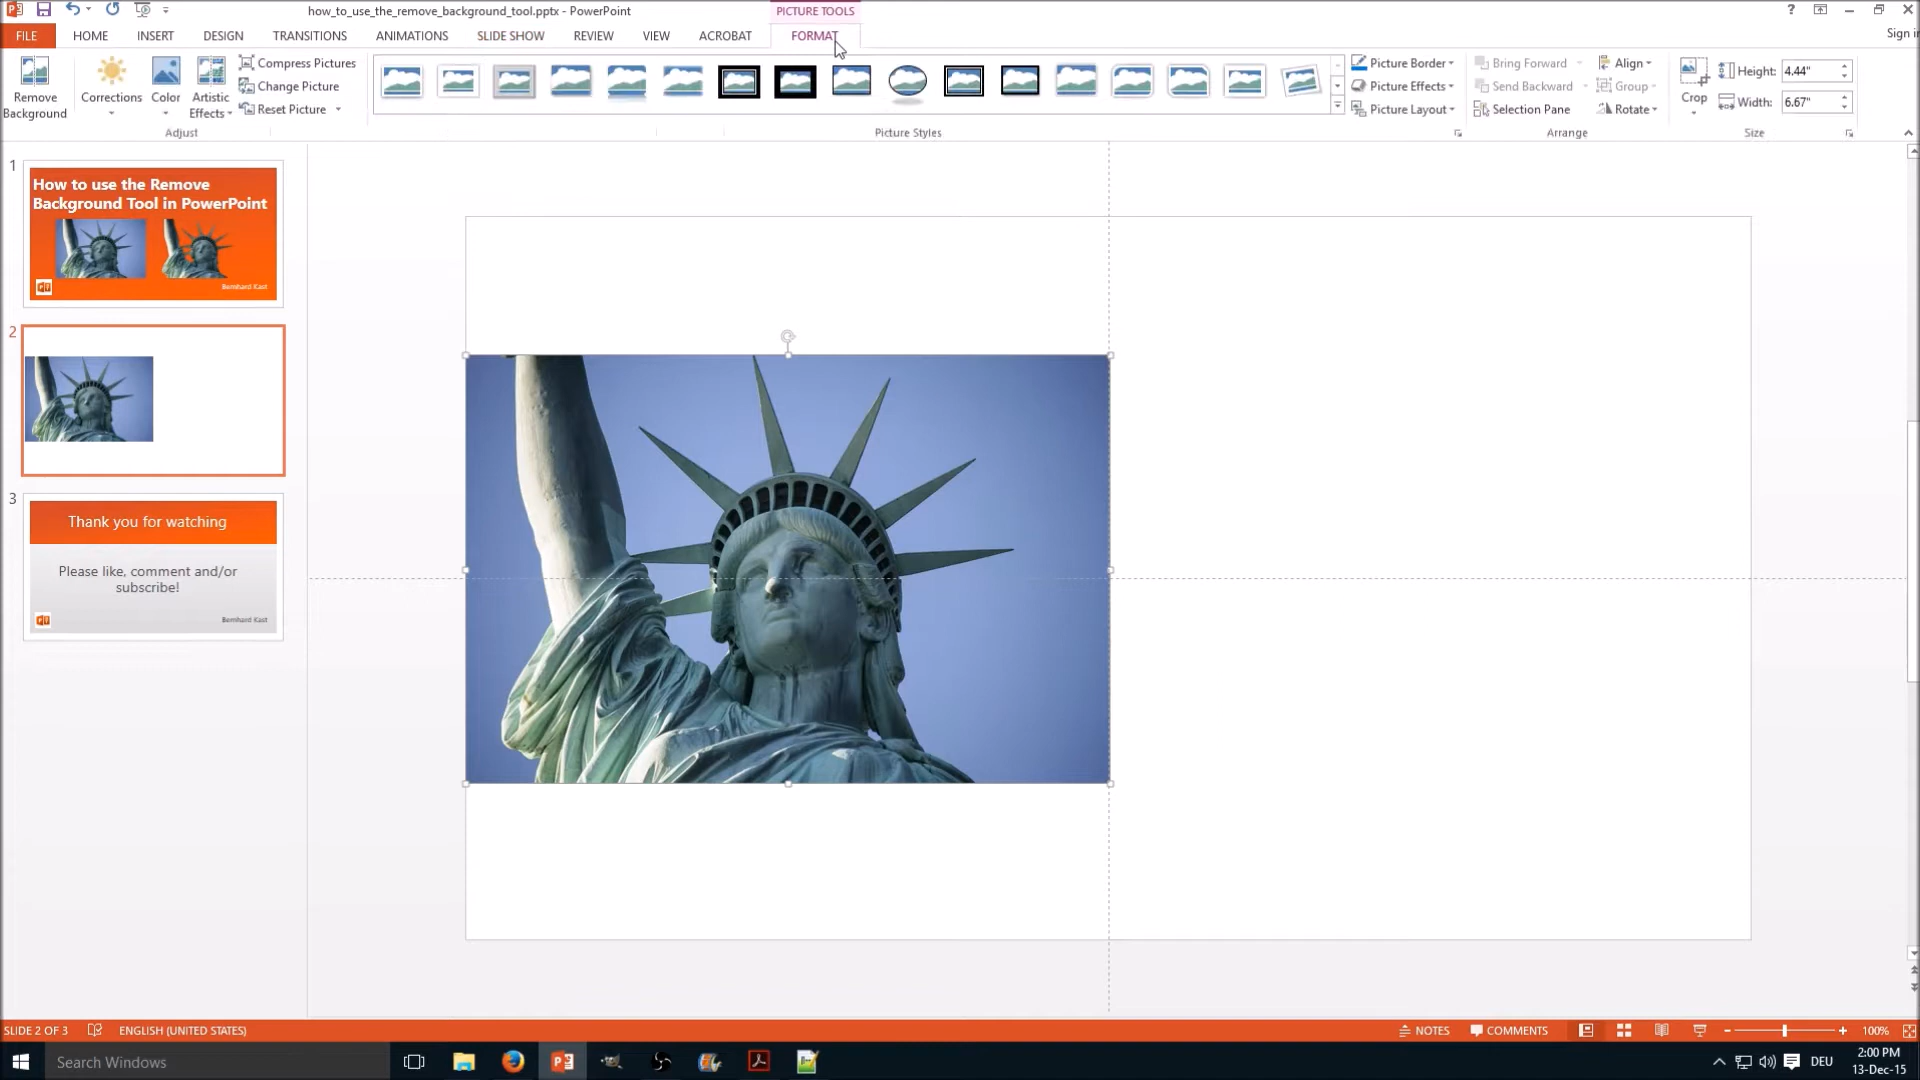 how_to_use_the_remove_background_tool.pptx - PowerPoint
PICTURE TOOLS
?
Sign i
FILE HOME INSERT DESIGN TRANSITIONS ANIMATIONS SLIDE SHOW REVIEW VIEW ACROBAT FORMAT
Remove
Background
Corrections
Color
Artistic
Effects
Compress Pictures
Change Picture
Reset Picture
Adjust
Picture Styles
Picture Border
Picture Effects
Picture Layout
Bring Forward
Send Backward
Selection Pane
Align
Group
Rotate
Arrange
Crop
Height: 4.44"
Width: 6.67"
Size
1
How to use the Remove
Background Tool in PowerPoint
Bernhard Kast
2
3
Thank you for watching
Please like, comment and/or
subscribe!
Bernhard Kast
SLIDE 2 OF 3 ENGLISH (UNITED STATES) NOTES COMMENTS 100%
Search Windows
DEU
2:00 PM
13-Dec-15